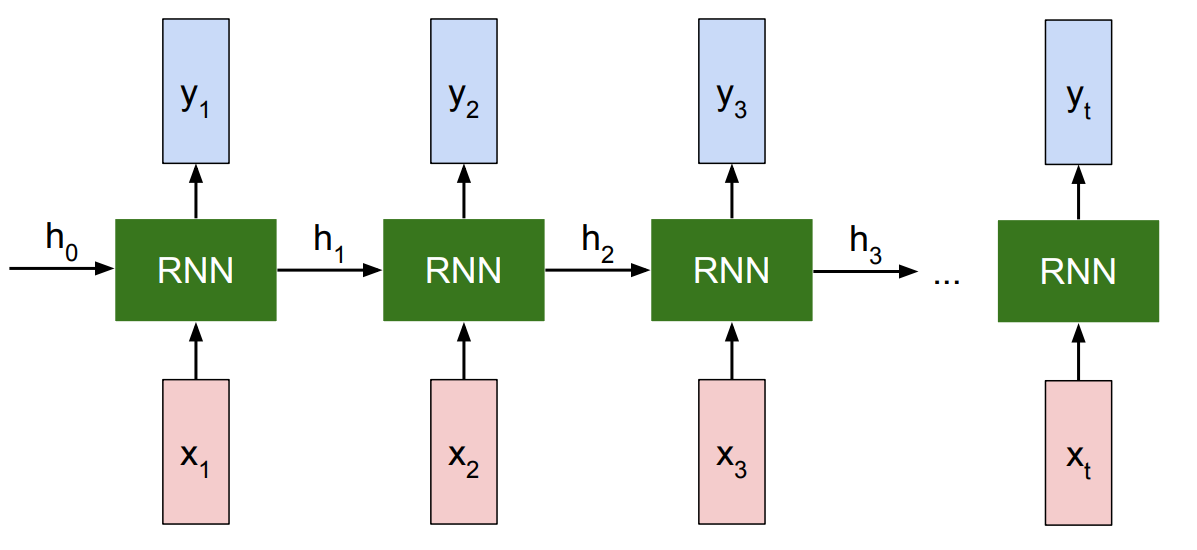 y1 y2 y3 yt
h0 h1 h2 h3
RNN RNN RNN ... RNN
x1 x2 x3 xt